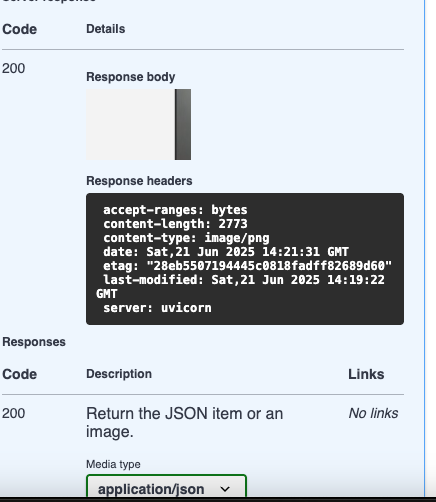 Server response
Code Details
200
Response body
Response headers
accept-ranges: bytes
content-length: 2773
content-type: image/png
date: Sat,21 Jun 2025 14:21:31 GMT
etag: "28eb5507194445c0818fadff82689d60"
last-modified: Sat,21 Jun 2025 14:19:22
GMT
server: uvicorn
Responses
Code Description Links
200 Return the JSON item or an No links
image.
Media type
application/json